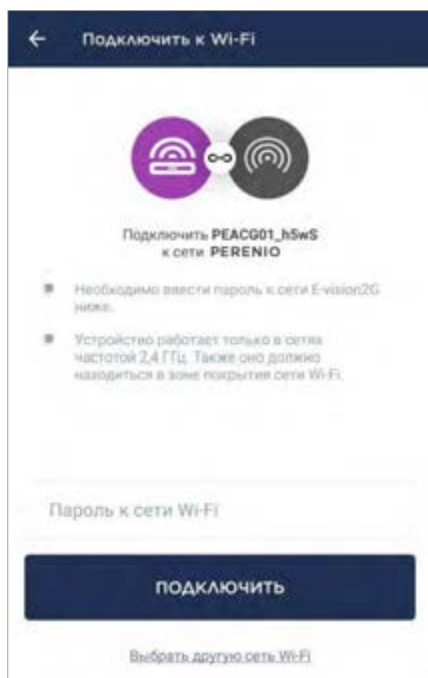 Подключить к Wi-Fi
Подключить PEACG01_h5wS
к сети PERENIO
Необходимо ввести пароль к сети E-vision2G
ниже.
Устройство работает только в сетях
частотой 2,4 ГГц. Также оно должно
находиться в зоне покрытия сети Wi-Fi.
Пароль к сети Wi-Fi
ПОДКЛЮЧИТЬ
Выбрать другую сеть Wi-Fi